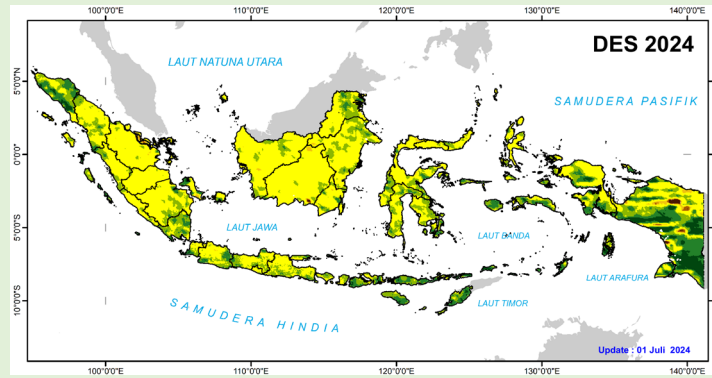 100°0'0"E 110°0'0"E 120°0'0"E 130°0'0"E 140°0'0"E
DES 2024
LAUT NATUNA UTARA
5°0'0"N
SAMUDERA PASIFIK
0°0'0"
LAUT JAWA
LAUT BANDA
5°0'0"S
LAUT ARAFURA
10°0'0"S
LAUT TIMOR
SAMUDERA HINDIA
Update : 01 Juli 2024
100°0'0"E 110°0'0"E 120°0'0"E 130°0'0"E 140°0'0"E